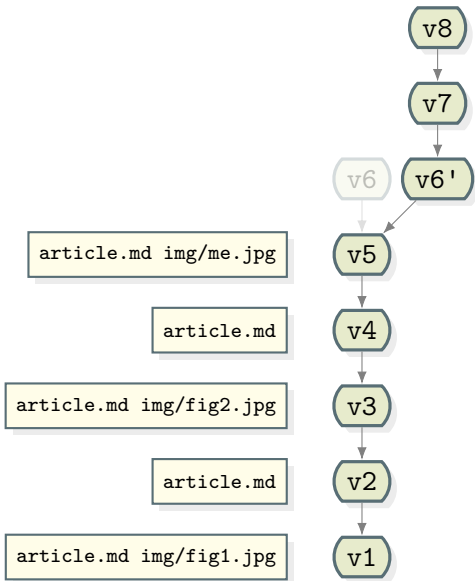 v8
v7
v6 v6'
article.md img/me.jpg v5
article.md v4
article.md img/fig2.jpg v3
article.md v2
article.md img/fig1.jpg v1